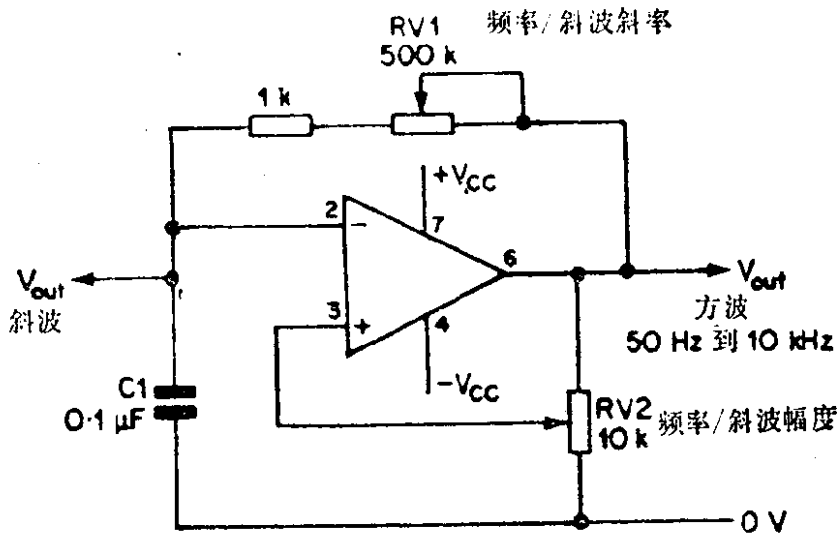 频率/斜波斜率
RV1
500 k
1 k
+VCC
2
-
7
6
Vout
斜波
3
+
4
-VCC
Vout
方波
50 Hz 到 10 kHz
C1
0·1 μF
RV2
10 k
频率/斜波幅度
0 V